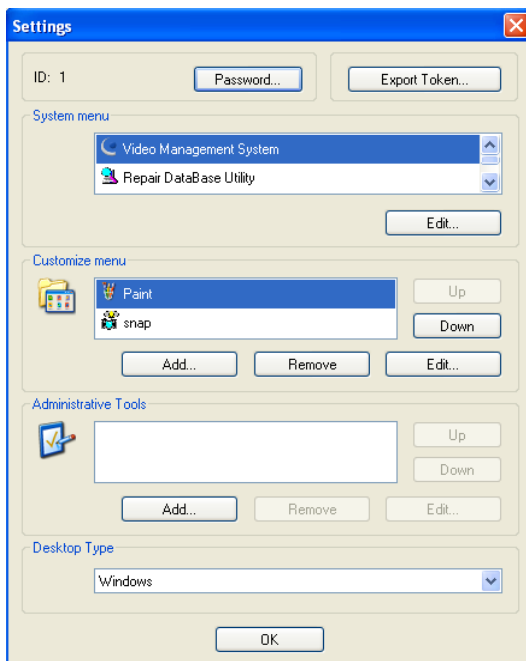 Settings
ID: 1 Password... Export Token...
System menu
Video Management System
Repair DataBase Utility
Edit...
Customize menu
Paint Up
snap Down
Add... Remove Edit...
Administrative Tools
Up
Down
Add... Remove Edit...
Desktop Type
Windows
OK